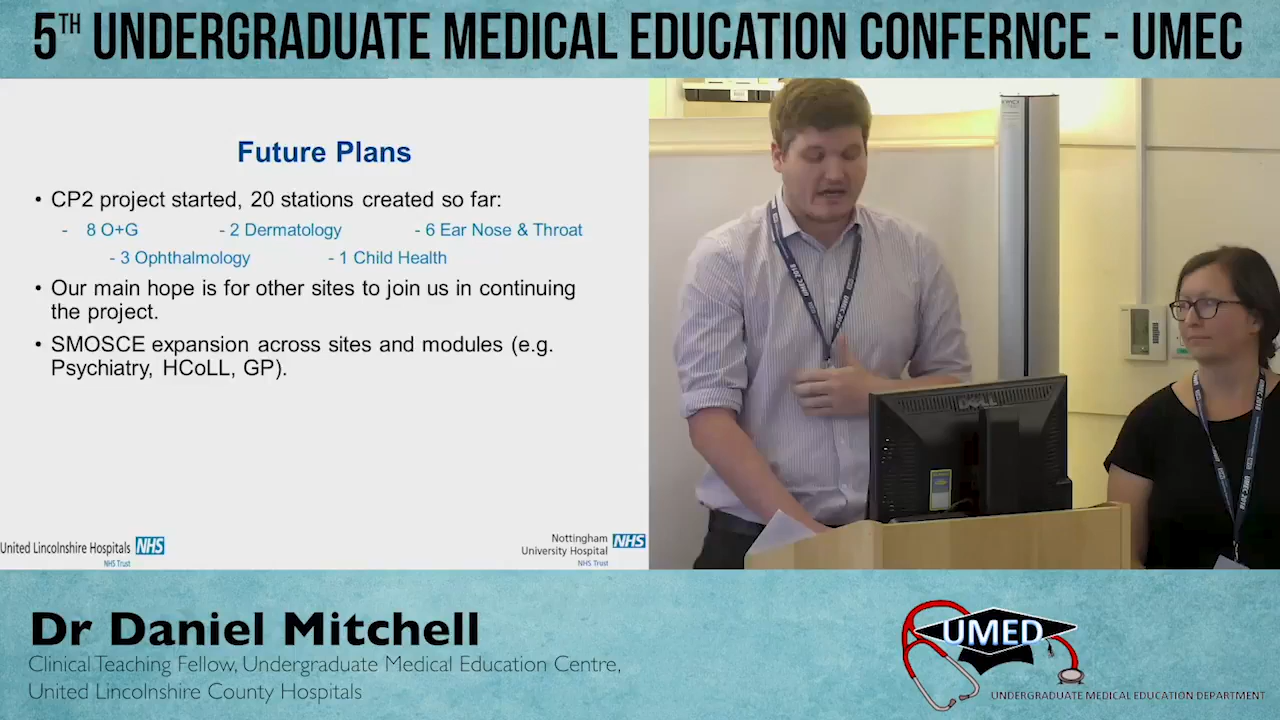 5TH UNDERGRADUATE MEDICAL EDUCATION CONFERNCE - UMEC
Future Plans
• CP2 project started, 20 stations created so far:
- 8 O+G - 2 Dermatology - 6 Ear Nose & Throat
- 3 Ophthalmology - 1 Child Health
• Our main hope is for other sites to join us in continuing
the project.
• SMOSCE expansion across sites and modules (e.g.
Psychiatry, HCoLL, GP).
United Lincolnshire Hospitals NHS
NHS Trust
Nottingham NHS
University Hospital
NHS Trust
DELL
UMEC 2018
Dr Daniel Mitchell
Clinical Teaching Fellow, Undergraduate Medical Education Centre,
United Lincolnshire County Hospitals
UMED
UNDERGRADUATE MEDICAL EDUCATION DEPARTMENT